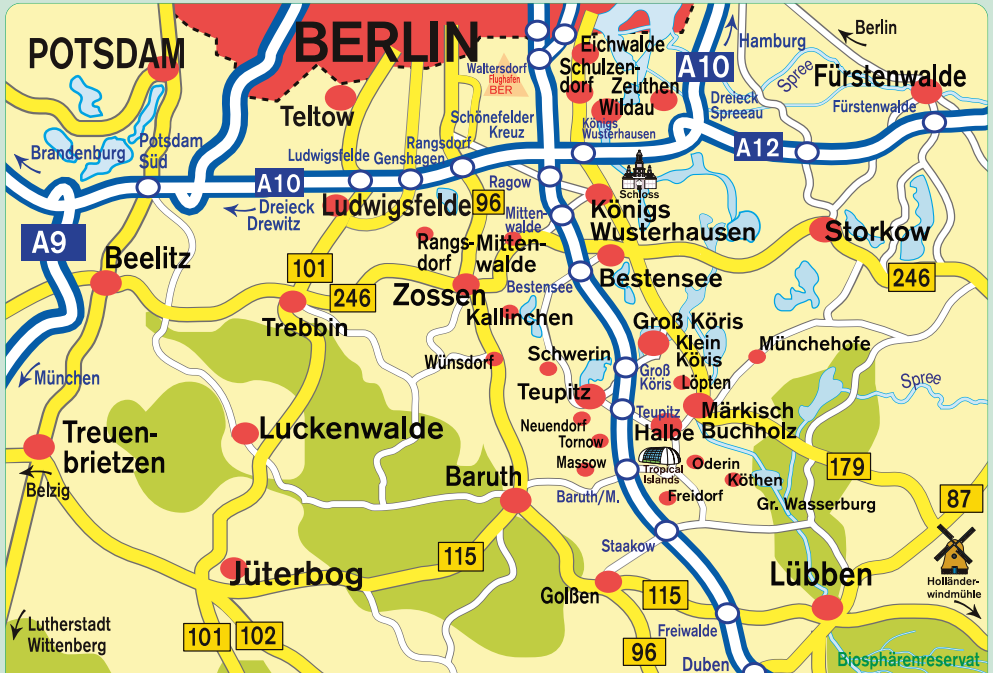 POTSDAM
BERLIN
Eichwalde
Schulzen-
dorf
Zeuthen
Wildau
Königs
Wusterhausen
Waltersdorf
Flughafen
BER
A10
Hamburg
Berlin
Spree
Fürstenwalde
Fürstenwalde
Dreieck
Spreeau
Teltow
Schönefelder
Kreuz
Rangsdorf
Genshagen
Ludwigsfelde
Potsdam
Süd
Brandenburg
A12
A10
Ragow
Schloss
Dreieck
Drewitz
Ludwigsfelde
96
Mitten-
walde
Königs
Wusterhausen
Storkow
A9
Beelitz
Rangs-
dorf
Mitten-
walde
101
246
Zossen
Bestensee
Bestensee
246
Trebbin
Kallinchen
Groß Köris
Klein
Köris
Münchehofe
Wünsdorf
Schwerin
Groß
Köris
Löpten
Spree
München
Teupitz
Teupitz
Märkisch
Buchholz
Neuendorf
Tornow
Halbe
Luckenwalde
Treuen-
brietzen
Massow
Tropical
Islands
Oderin
Köthen
179
Belzig
Baruth
Baruth/M.
Freidorf
Gr. Wasserburg
87
Staakow
115
Jüterbog
Golßen
115
Lübben
Holländer-
windmühle
Lutherstadt
Wittenberg
101
102
Freiwalde
96
Duben
Biosphärenreservat